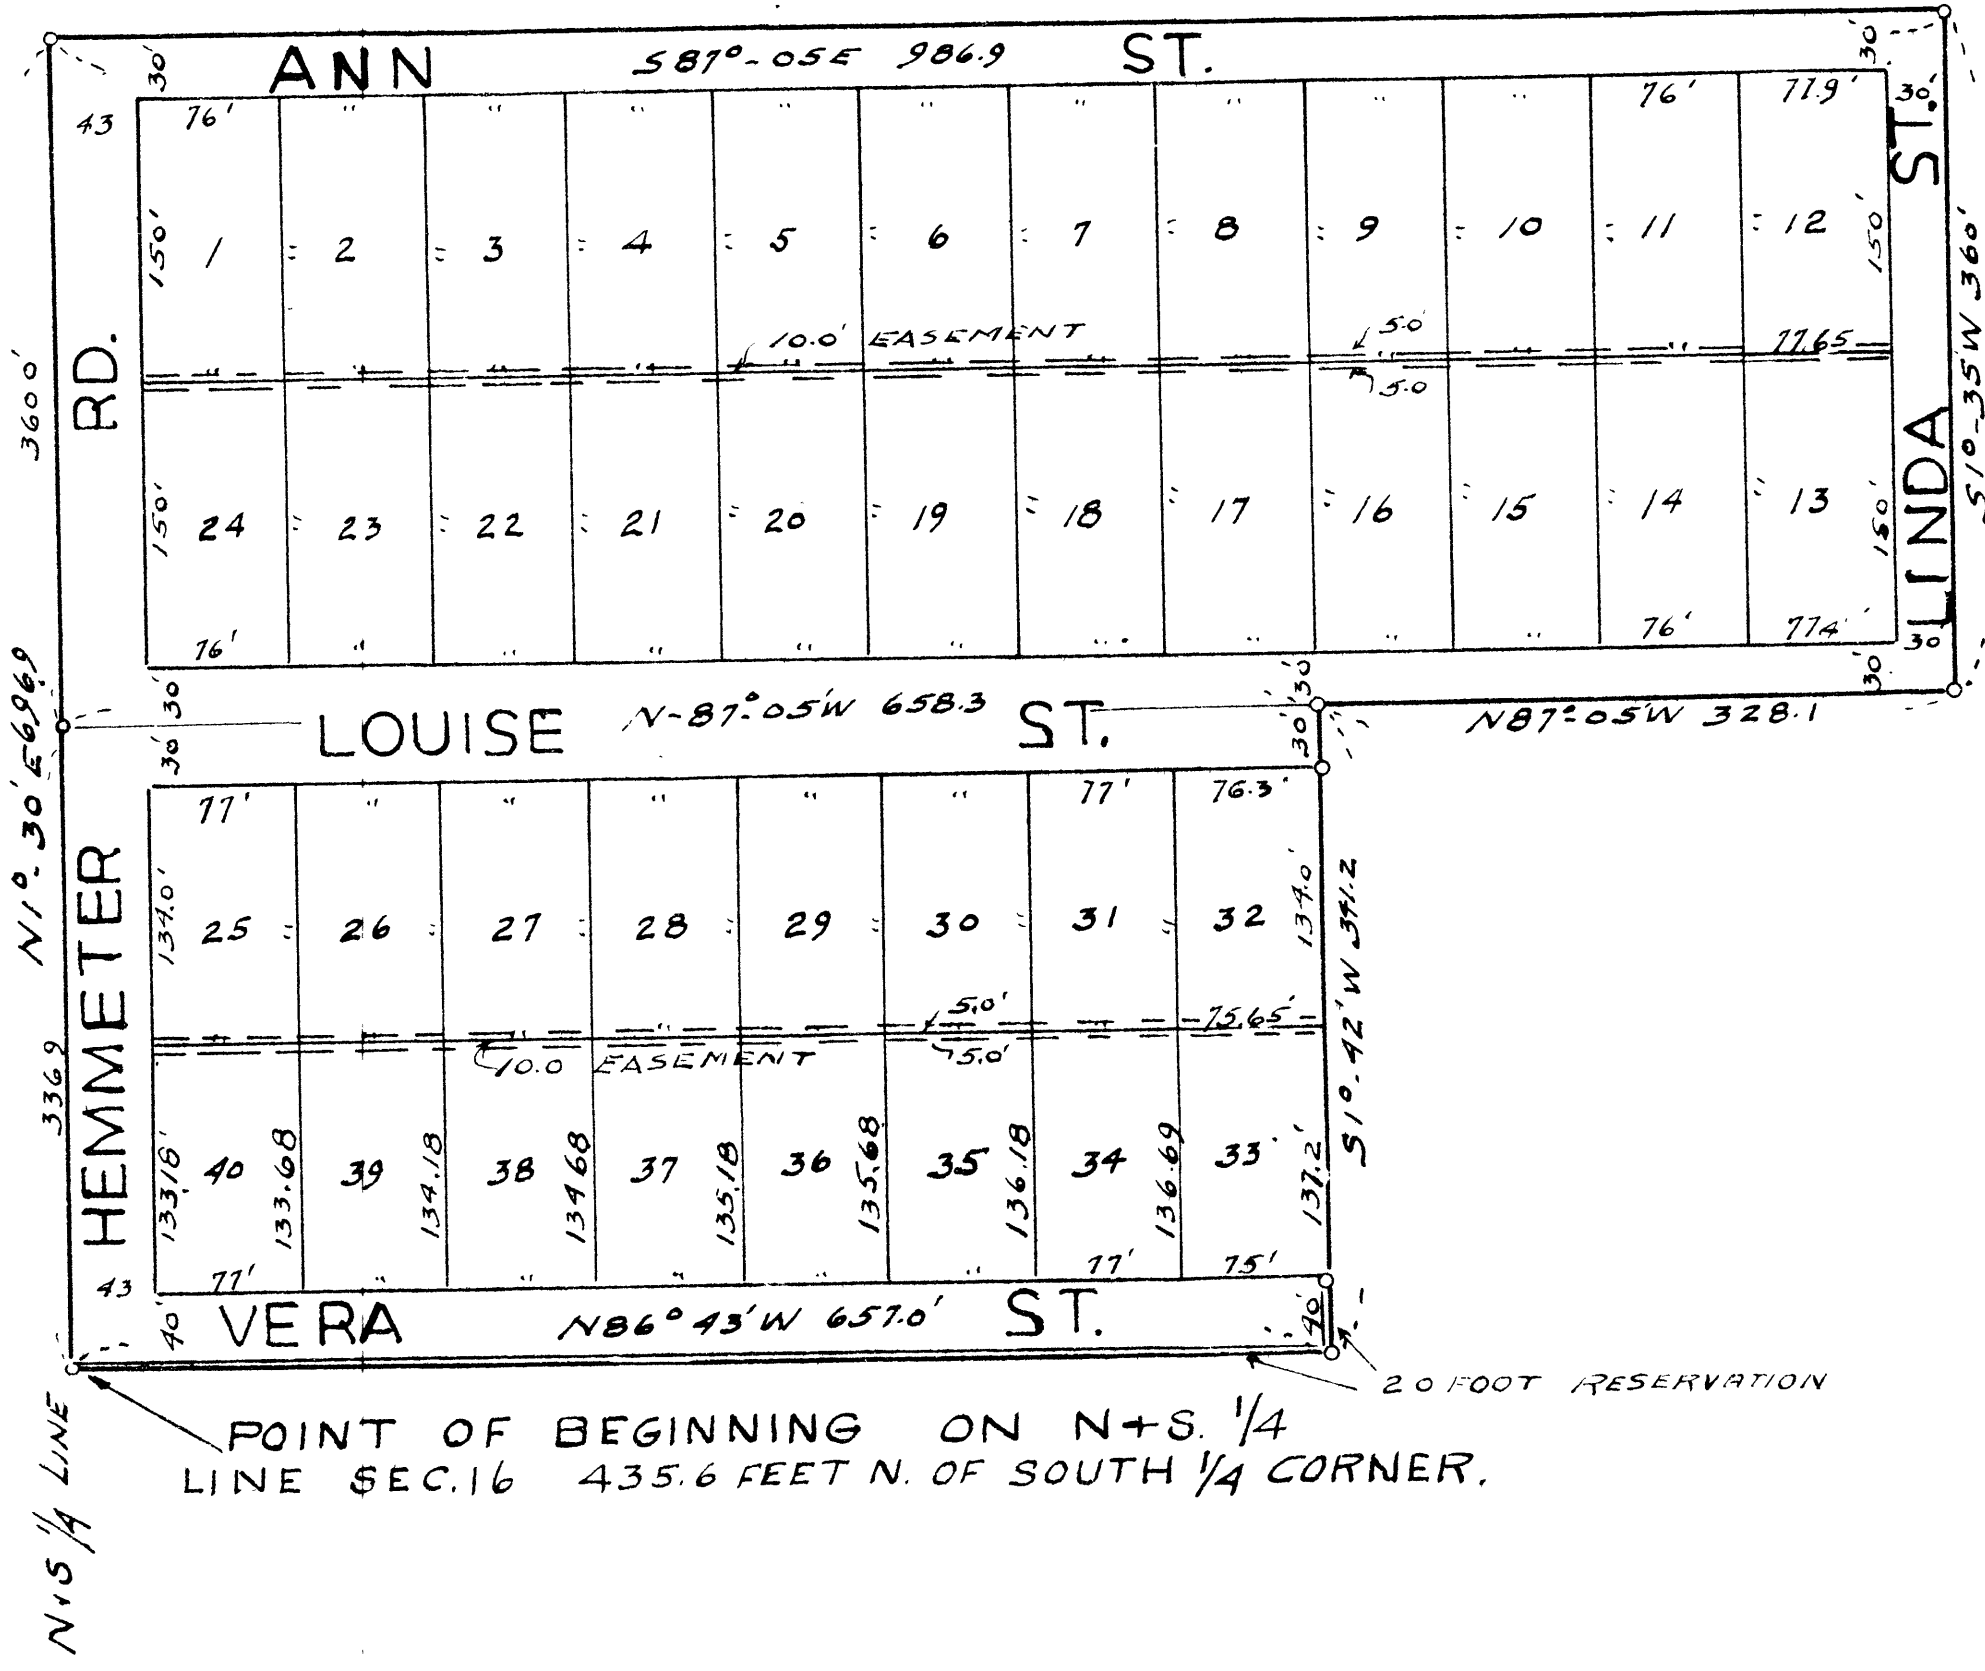 ANN S87°-05E 986.9 ST.
30' 30'
43 76' " " " " " " " " " 76' 77.9' 30'
150' 1 " 2 " 3 " 4 " 5 " 6 " 7 " 8 " 9 " 10 " 11 " 12 150'
10.0' EASEMENT 5.0'
" " " " " " " " " " " 77.65
5.0
150' 24 " 23 " 22 " 21 " 20 " 19 " 18 " 17 " 16 " 15 " 14 " 13 150'
76' " " " " " " " " " 76' 77.4' 30
LINDA ST.
S1°-35'W 360'
3600'
N1°-30'E 696.9
HEMMETER RD.
30' 30' 30'
LOUISE N-87°-05'W 658.3 ST.
N87°-05'W 328.1
30' 30'
77' " " " " " 77' 76.3'
134.0' 25 " 26 " 27 " 28 " 29 " 30 " 31 " 32 134.0'
S1°-42'W 341.2
5.0'
" " " " " " " 75.65'
10.0 EASEMENT 5.0'
3369
133.18' 40 133.68 39 134.18 38 134 68 37 135.18 36 135.68 35 136.18 34 136.69 33 137.2'
43 77' " " " " " 77' 75'
40' VERA N86°43'W 657.0' ST. 40'
20 FOOT RESERVATION
POINT OF BEGINNING ON N+S. 1/4
LINE SEC.16 435.6 FEET N. OF SOUTH 1/4 CORNER.
N+S 1/4 LINE